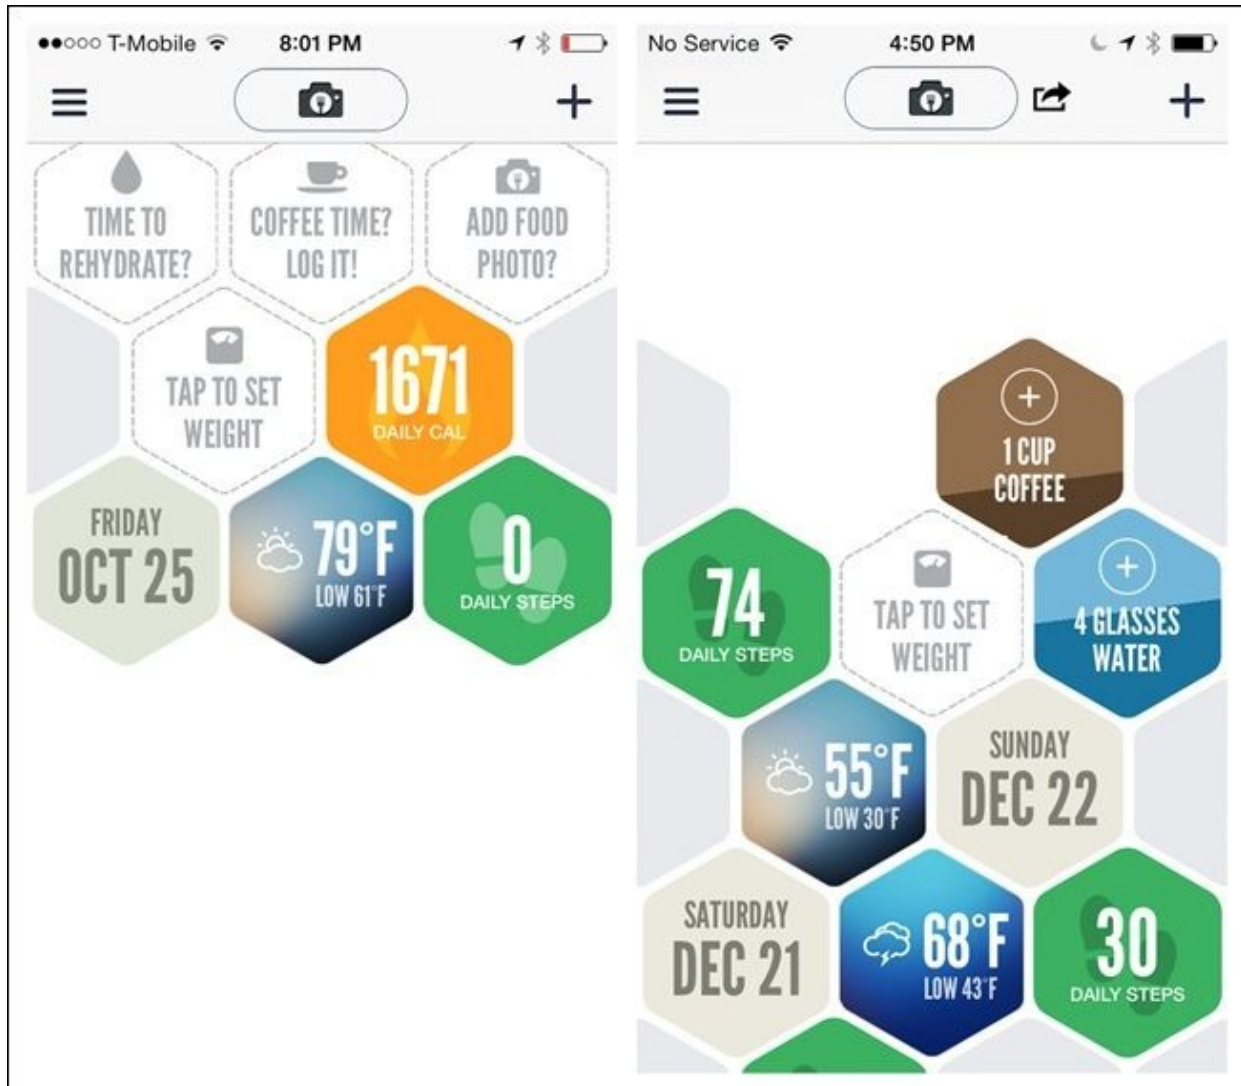 T-Mobile
8:01 PM
TIME TO
REHYDRATE?
COFFEE TIME?
LOG IT!
ADD FOOD
PHOTO?
TAP TO SET
WEIGHT
1671
DAILY CAL
FRIDAY
OCT 25
79°F
LOW 61°F
0
DAILY STEPS
No Service
4:50 PM
1 CUP
COFFEE
74
DAILY STEPS
TAP TO SET
WEIGHT
4 GLASSES
WATER
55°F
LOW 30°F
SUNDAY
DEC 22
SATURDAY
DEC 21
68°F
LOW 43°F
30
DAILY STEPS